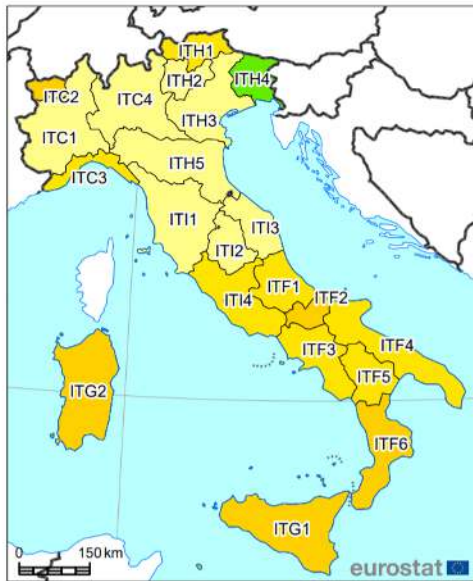 ITH1
ITH2
ITH4
ITC2
ITC4
ITH3
ITC1
ITH5
ITC3
ITI1
ITI3
ITI2
ITI4
ITF1
ITF2
ITF3
ITF4
ITF5
ITG2
ITF6
ITG1
0 150 km
eurostat